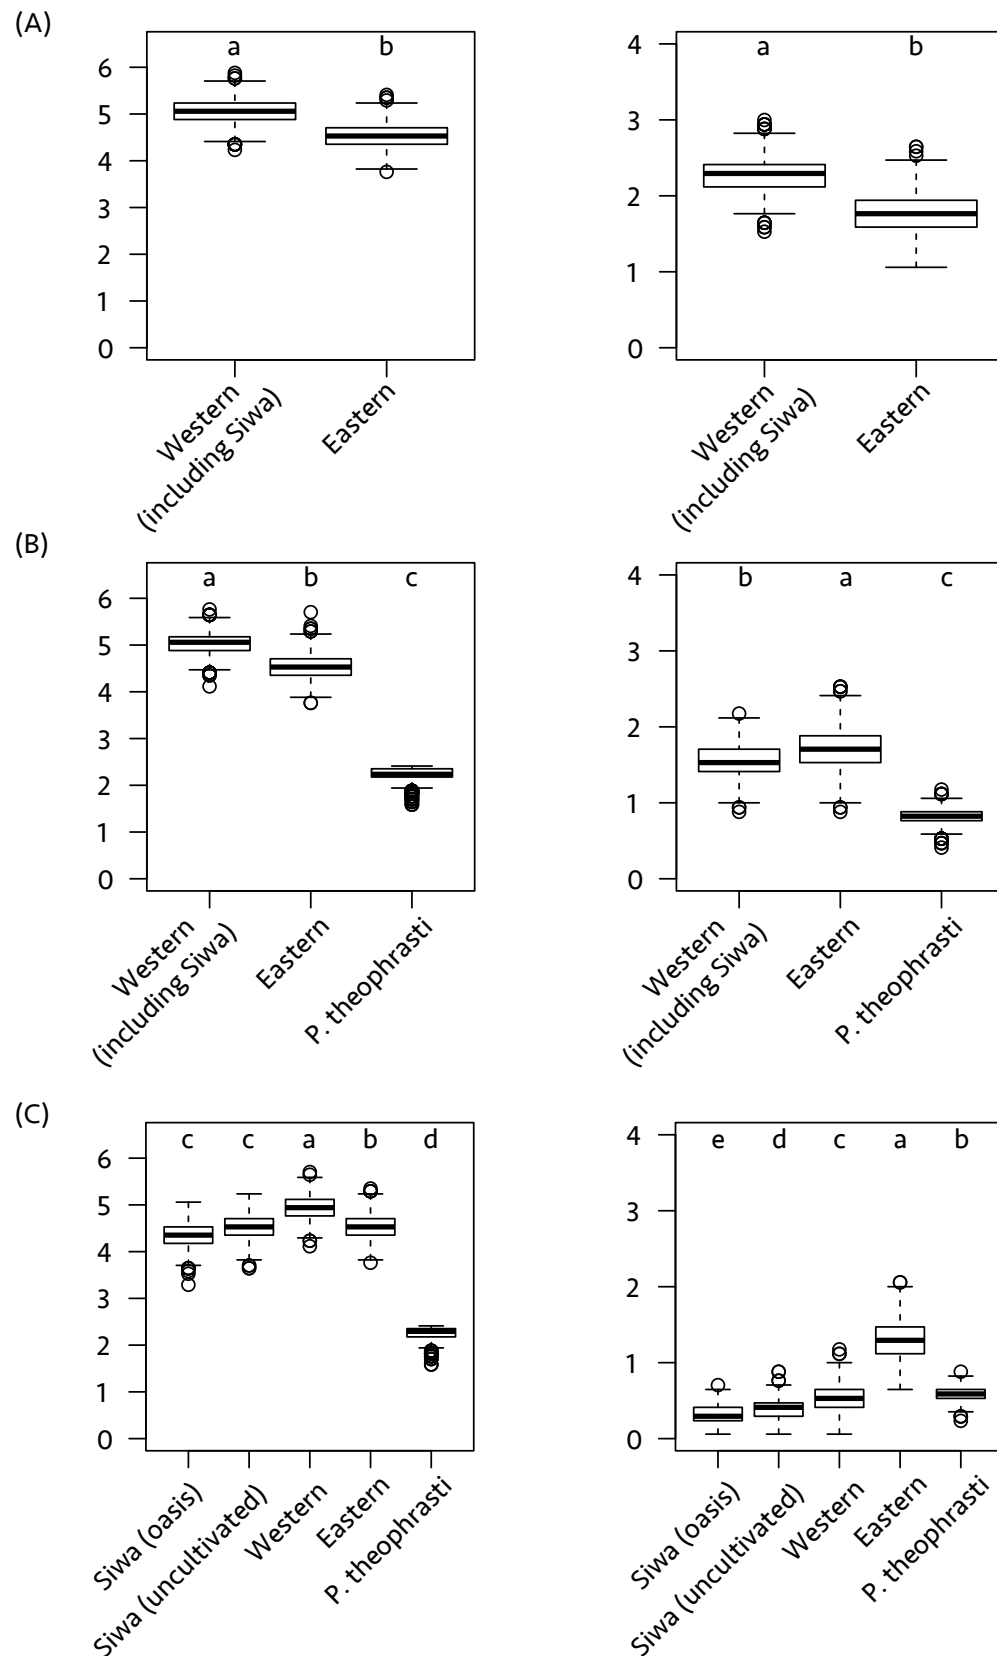 (A)
a b
6
5
4
3
2
1
0
Western
(including Siwa)
Eastern
a b
4
3
2
1
0
Western
(including Siwa)
Eastern
(B)
a b c
6
5
4
3
2
1
0
Western
(including Siwa)
Eastern
P. theophrasti
b a c
4
3
2
1
0
Western
(including Siwa)
Eastern
P. theophrasti
(C)
c c a b d
6
5
4
3
2
1
0
Siwa (oasis)
Siwa (uncultivated)
Western
Eastern
P. theophrasti
e d c a b
4
3
2
1
0
Siwa (oasis)
Siwa (uncultivated)
Western
Eastern
P. theophrasti